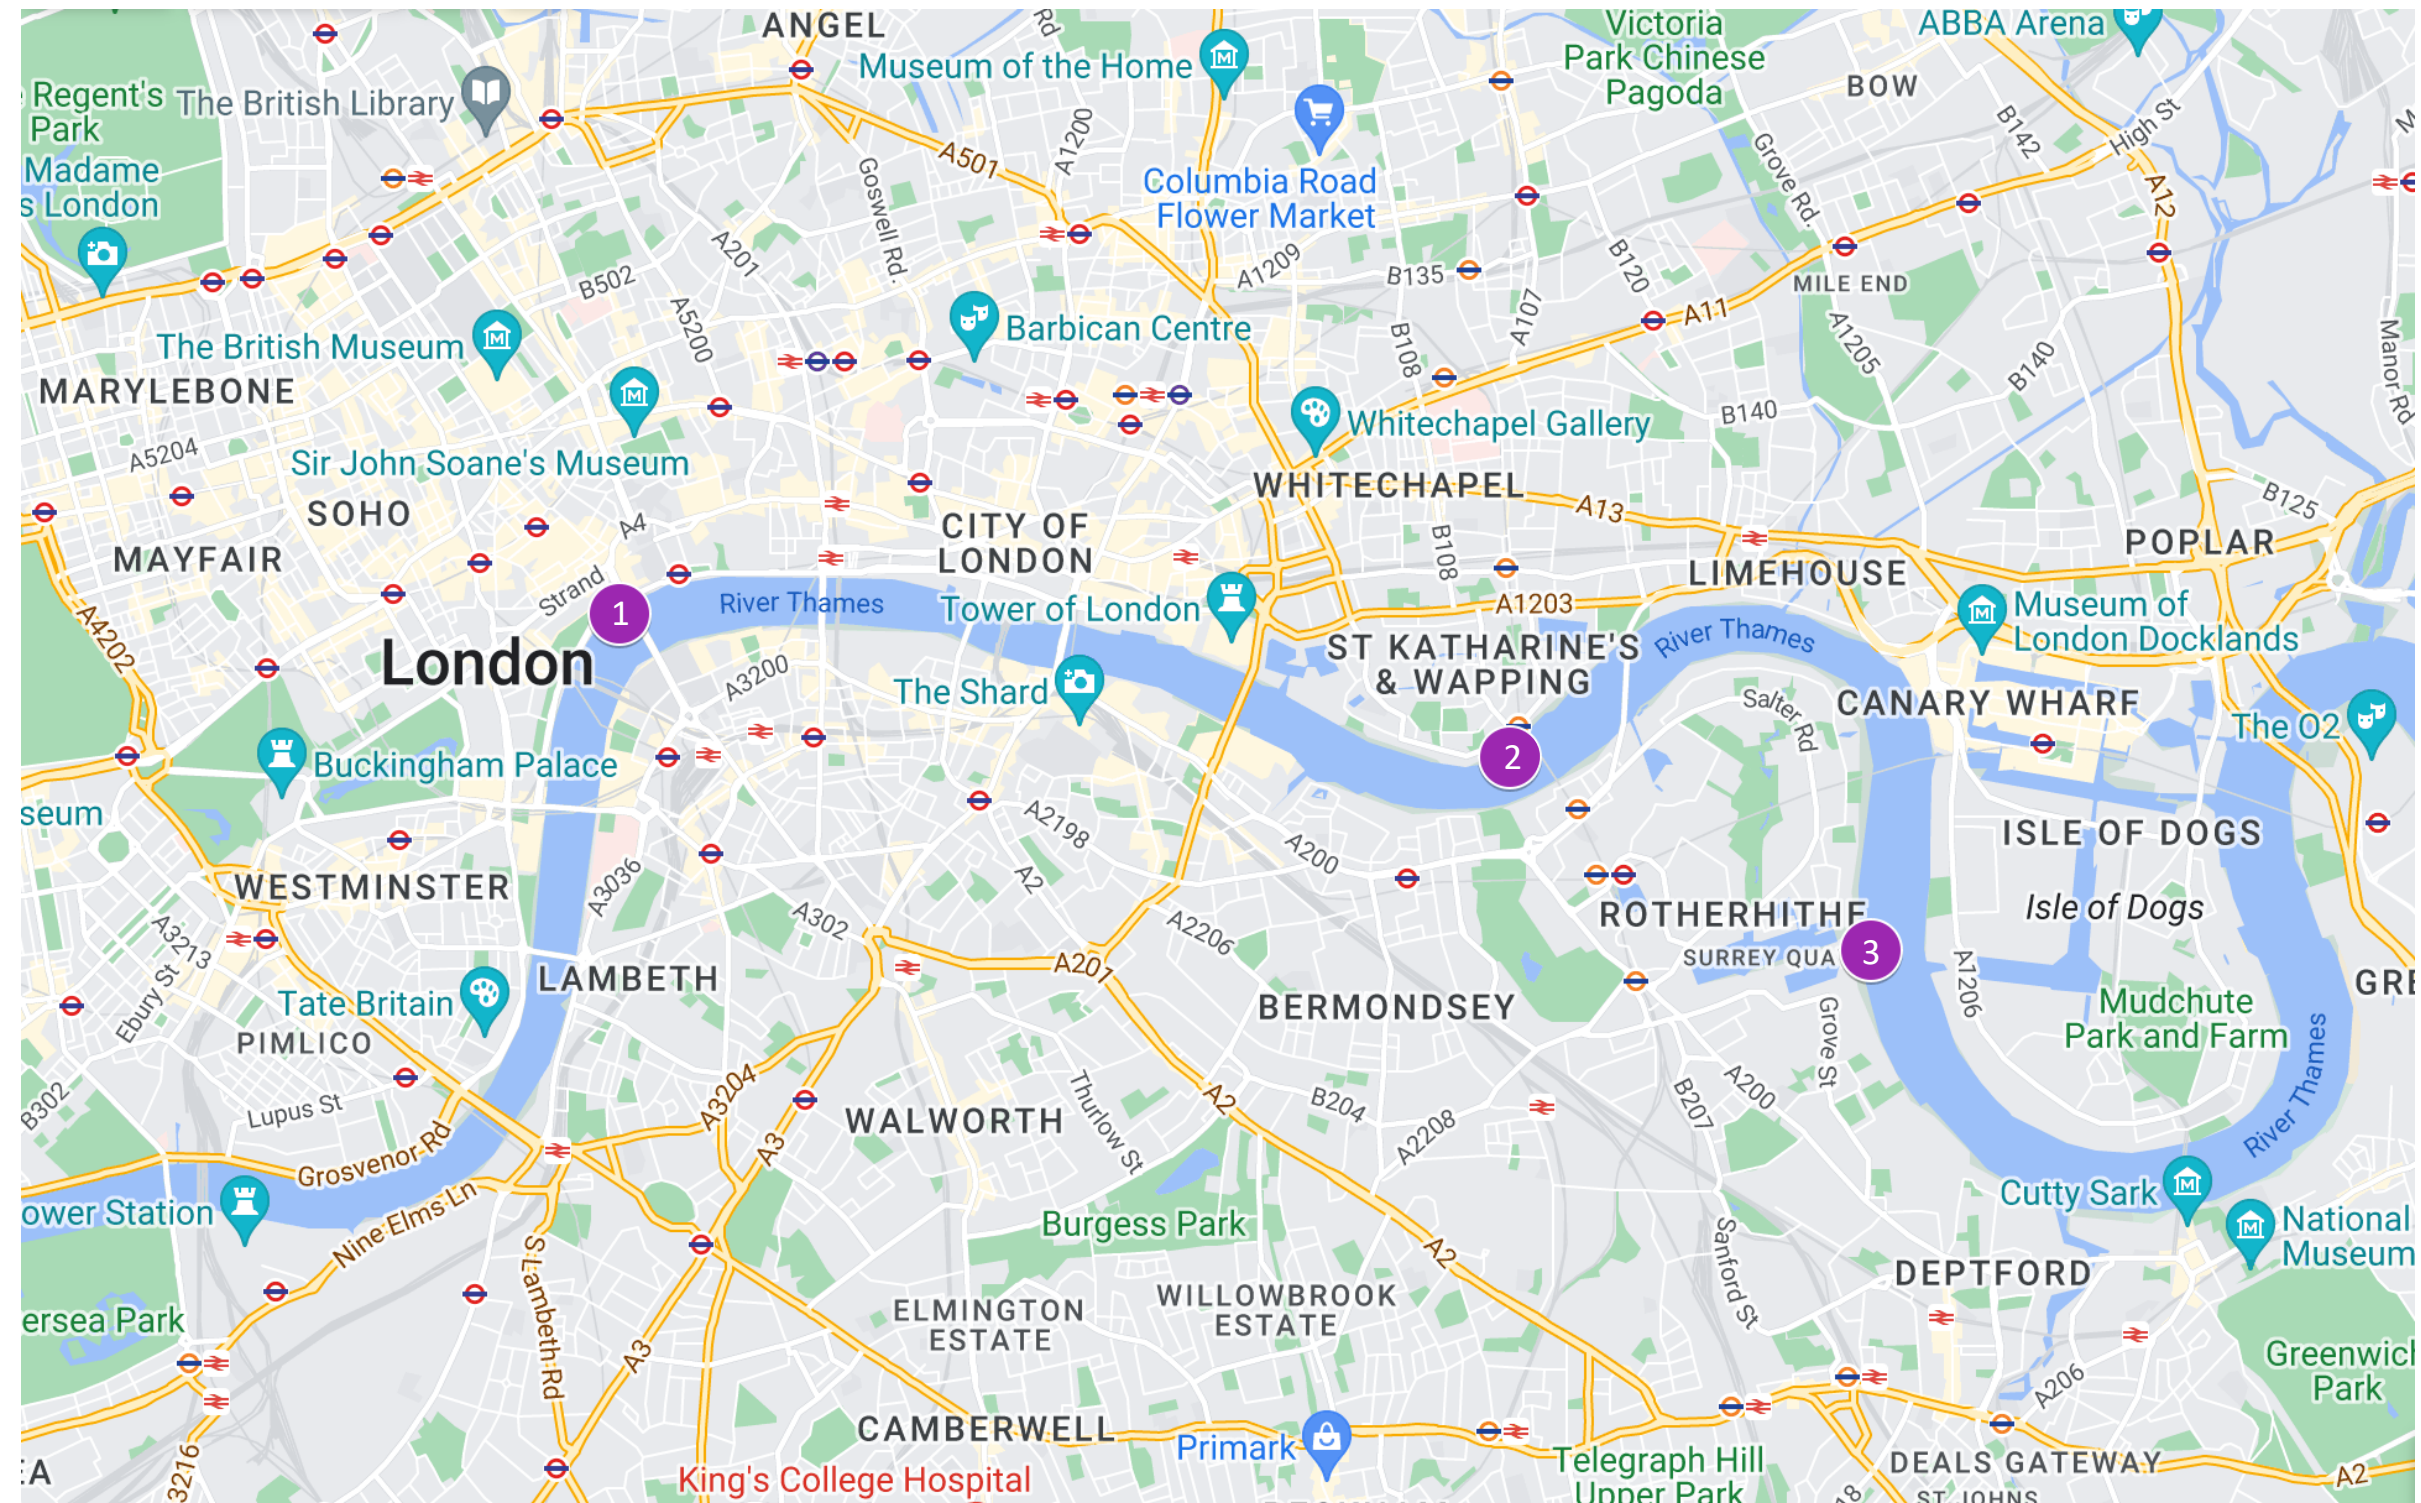 ANGEL
Rd
Victoria
Park Chinese
Pagoda
ABBA Arena
Museum of the Home
BOW
Regent's
Park
The British Library
A1200
B142
High St
Madame
s London
A501
Goswell Rd.
Columbia Road
Flower Market
Grove Rd.
A12
A201
B502
A1209
B135
B120
MILE END
A5200
A107
A11
The British Museum
Barbican Centre
B108
A1205
B140
Manor Rd
MARYLEBONE
Whitechapel Gallery
B140
A5204
Sir John Soane's Museum
WHITECHAPEL
B125
SOHO
A4
CITY OF
LONDON
A13
B108
POPLAR
MAYFAIR
LIMEHOUSE
Strand
1
River Thames
Tower of London
A1203
Museum of
London Docklands
A4202
London
A3200
ST KATHARINE'S
& WAPPING
River Thames
The Shard
Salter Rd
CANARY WHARF
The O2
Buckingham Palace
2
seum
A2198
A200
ISLE OF DOGS
WESTMINSTER
A3036
A2
A302
A2206
ROTHERHITHE
Isle of Dogs
A3213
SURREY QUA
3
A201
A1206
LAMBETH
GRE
Ebury St
Tate Britain
BERMONDSEY
Mudchute
Park and Farm
PIMLICO
Grove St
River Thames
B302
Lupus St
A3204
WALWORTH
Thurlow St
A2
B204
A2208
B207
A200
Grosvenor Rd
A3
ower Station
Nine Elms Ln
Cutty Sark
Burgess Park
National
Museum
A2
Sanford St
S Lambeth Rd
DEPTFORD
ersea Park
ELMINGTON
ESTATE
WILLOWBROOK
ESTATE
A3
Greenwich
Park
A206
CAMBERWELL
Primark
3216
EA
King's College Hospital
Telegraph Hill
Upper Park
DEALS GATEWAY
A2
18
ST JOHNS